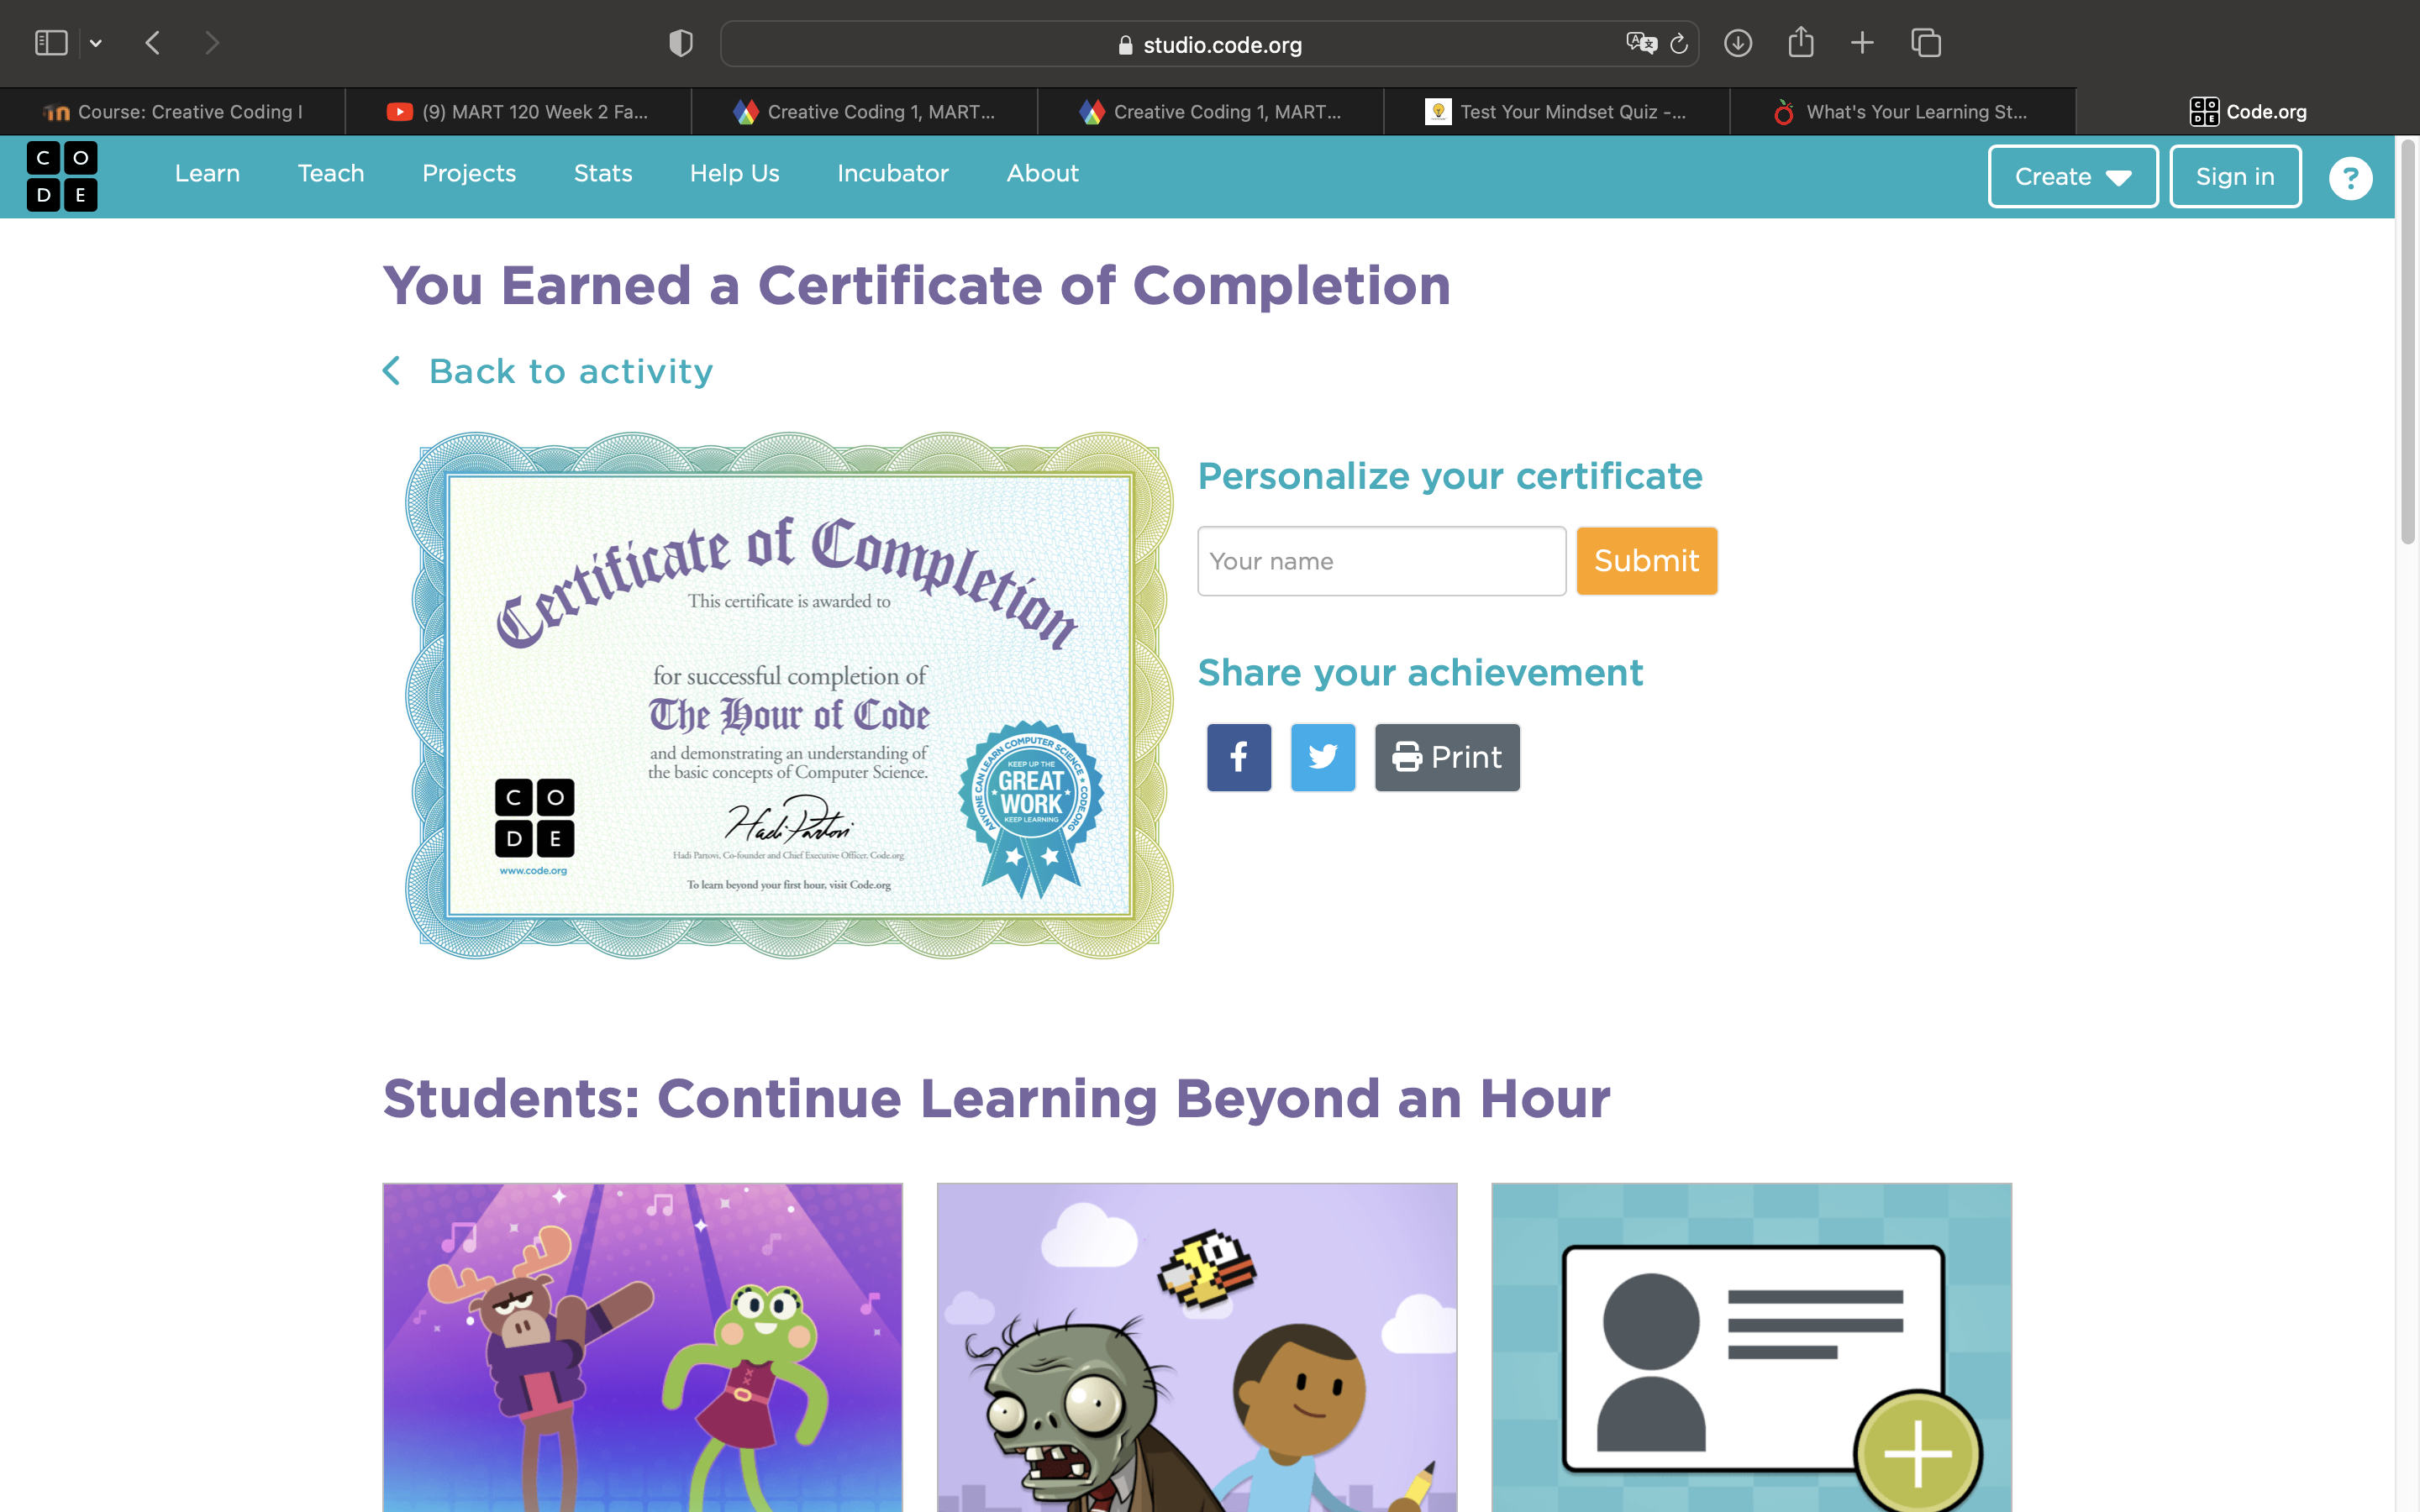 studio.code.org
Course: Creative Coding I
(9) MART 120 Week 2 Fa...
Creative Coding 1, MART...
Creative Coding 1, MART...
Test Your Mindset Quiz -...
What's Your Learning St...
CODE Code.org
C O
D E
Learn
Teach
Projects
Stats
Help Us
Incubator
About
Create
Sign in
?
You Earned a Certificate of Completion
Back to activity
Certificate of Completion
This certificate is awarded to
for successful completion of
The Hour of Code
and demonstrating an understanding of
the basic concepts of Computer Science.
Hadi Partovi
Hadi Partovi, Co-founder and Chief Executive Officer, Code.org
To learn beyond your first hour, visit Code.org
C O
D E
www.code.org
ANYONE CAN LEARN COMPUTER SCIENCE • CODE.ORG
KEEP UP THE
GREAT
WORK
KEEP LEARNING
Personalize your certificate
Your name
Submit
Share your achievement
f
Print
Students: Continue Learning Beyond an Hour